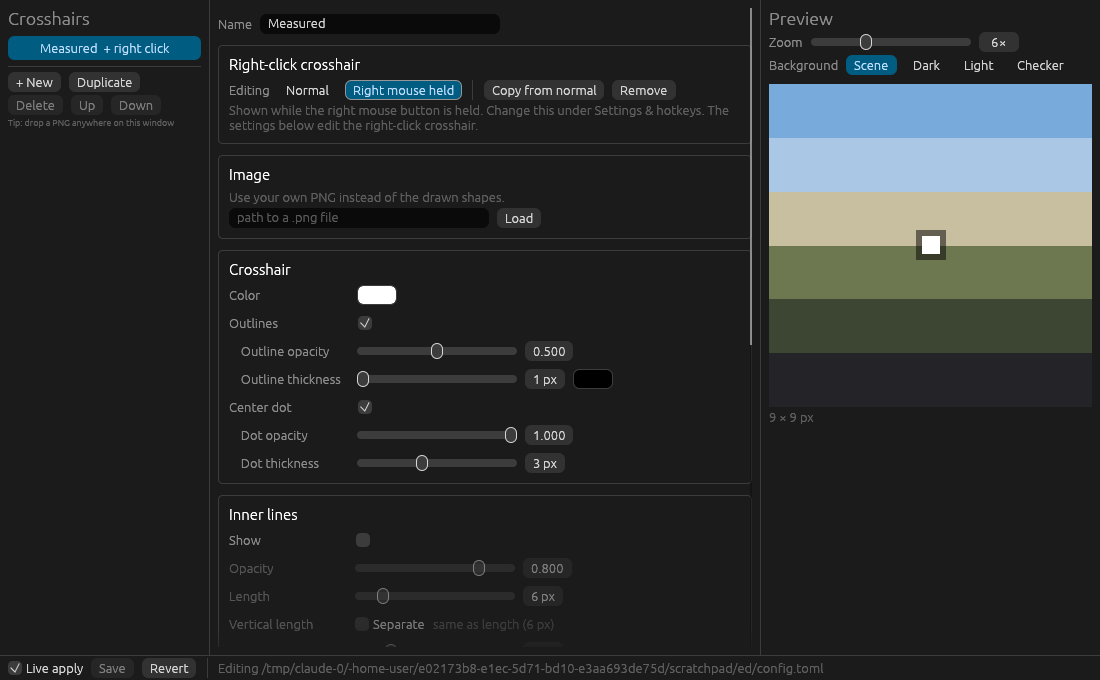 Crosshairs
Measured + right click
+ New Duplicate
Delete Up Down
Tip: drop a PNG anywhere on this window
Name Measured
Right-click crosshair
Editing Normal Right mouse held Copy from normal Remove
Shown while the right mouse button is held. Change this under Settings & hotkeys. The
settings below edit the right-click crosshair.
Image
Use your own PNG instead of the drawn shapes.
path to a .png file Load
Crosshair
Color
Outlines
Outline opacity 0.500
Outline thickness 1 px
Center dot
Dot opacity 1.000
Dot thickness 3 px
Inner lines
Show
Opacity 0.800
Length 6 px
Vertical length Separate same as length (6 px)
Preview
Zoom 6×
Background Scene Dark Light Checker
9 × 9 px
Live apply Save Revert Editing /tmp/claude-0/-home-user/e02173b8-e1ec-5d71-bd10-e3aa693de75d/scratchpad/ed/config.toml